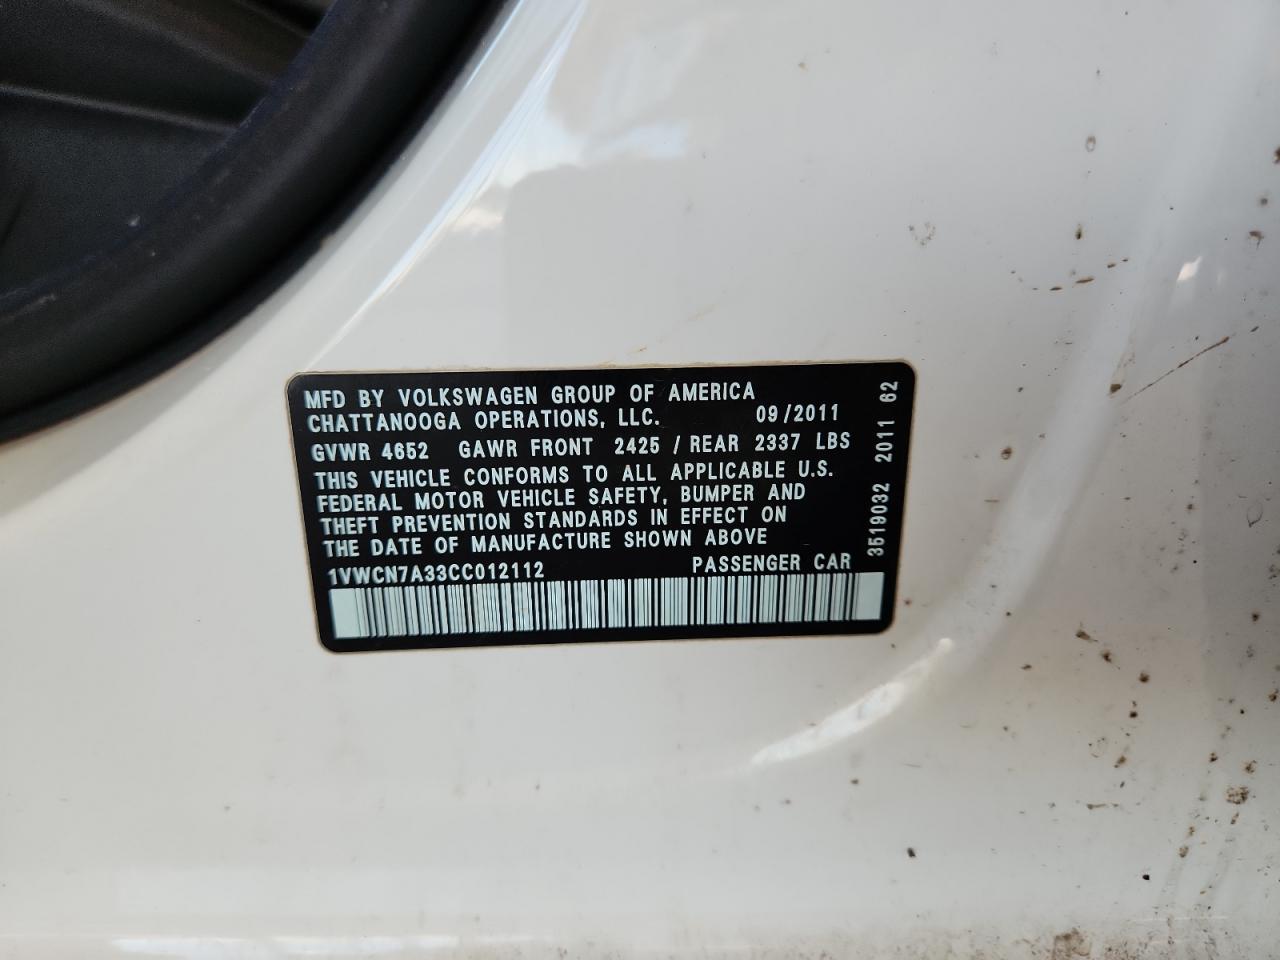 MFD BY VOLKSWAGEN GROUP OF AMERICA
CHATTANOOGA OPERATIONS, LLC. 09/2011
GVWR 4652 GAWR FRONT 2425 / REAR 2337 LBS
THIS VEHICLE CONFORMS TO ALL APPLICABLE U.S.
FEDERAL MOTOR VEHICLE SAFETY, BUMPER AND
THEFT PREVENTION STANDARDS IN EFFECT ON
THE DATE OF MANUFACTURE SHOWN ABOVE
1VWCN7A33CC012112 PASSENGER CAR
3519032 2011 62